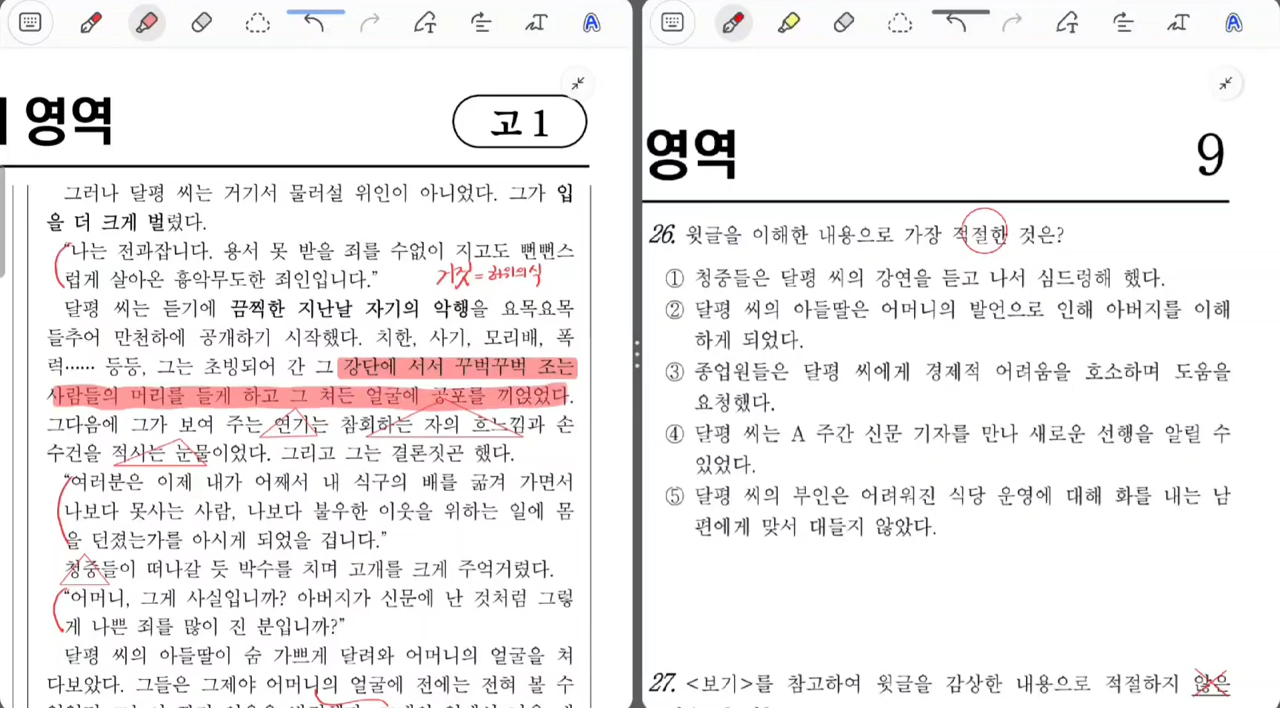 영역
고 1
그러나 달평 씨는 거기서 물러설 위인이 아니었다. 그가 입
을 더 크게 벌렸다.
“나는 전과잡니다. 용서 못 받을 죄를 수없이 지고도 뻔뻔스
럽게 살아온 흉악무도한 죄인입니다.”
거짓 = 허위의식
달평 씨는 듣기에 끔찍한 지난날 자기의 악행을 요목요목
들추어 만천하에 공개하기 시작했다. 치한, 사기, 모리배, 폭
력…… 등등, 그는 초빙되어 간 그 강단에 서서 꾸벅꾸벅 조는
사람들의 머리를 들게 하고 그 쳐든 얼굴에 공포를 끼얹었다.
그다음에 그가 보여 주는 연기는 참회하는 자의 흐느낌과 손
수건을 적시는 눈물이었다. 그리고 그는 결론짓곤 했다.
“여러분은 이제 내가 어째서 내 식구의 배를 굶겨 가면서
나보다 못사는 사람, 나보다 불우한 이웃을 위하는 일에 몸
을 던졌는가를 아시게 되었을 겁니다.”
청중들이 떠나갈 듯 박수를 치며 고개를 크게 주억거렸다.
“어머니, 그게 사실입니까? 아버지가 신문에 난 것처럼 그렇
게 나쁜 죄를 많이 진 분입니까?”
달평 씨의 아들딸이 숨 가쁘게 달려와 어머니의 얼굴을 쳐
다보았다. 그들은 그제야 어머니의 얼굴에 전에는 전혀 볼 수
영역
9
26. 윗글을 이해한 내용으로 가장 적절한 것은?
① 청중들은 달평 씨의 강연을 듣고 나서 심드렁해 했다.
② 달평 씨의 아들딸은 어머니의 발언으로 인해 아버지를 이해
하게 되었다.
③ 종업원들은 달평 씨에게 경제적 어려움을 호소하며 도움을
요청했다.
④ 달평 씨는 A 주간 신문 기자를 만나 새로운 선행을 알릴 수
있었다.
⑤ 달평 씨의 부인은 어려워진 식당 운영에 대해 화를 내는 남
편에게 맞서 대들지 않았다.
27. <보기>를 참고하여 윗글을 감상한 내용으로 적절하지 않은